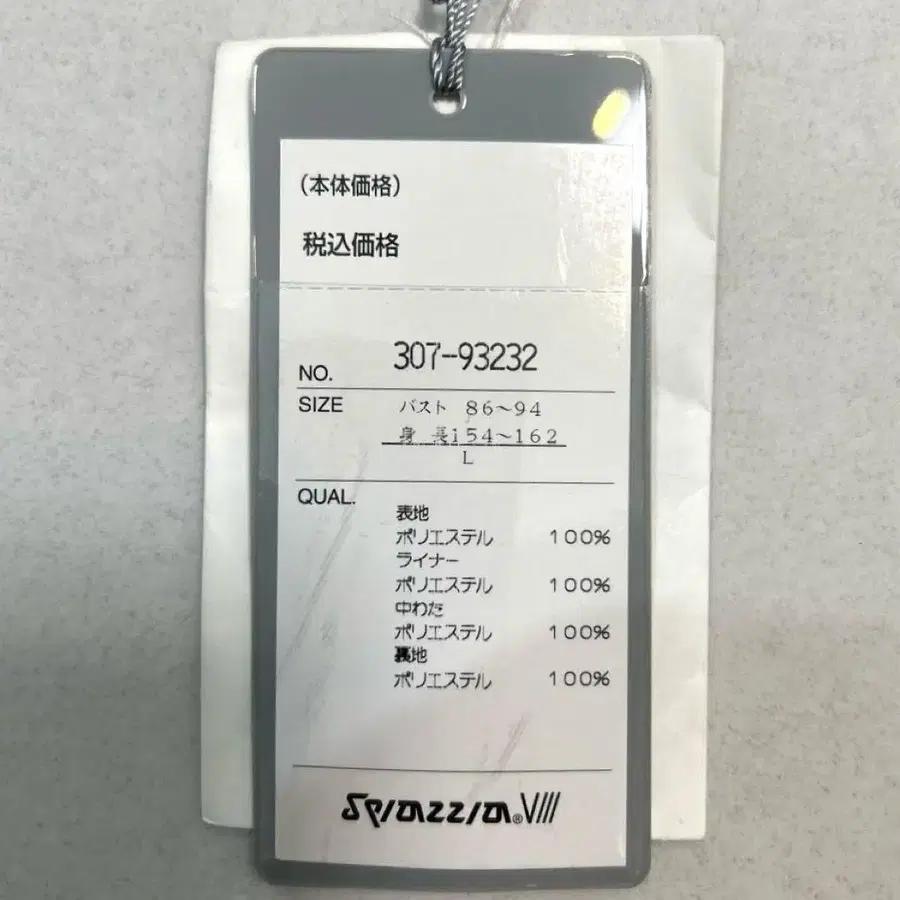 (本体価格)
税込価格
NO. 307-93232
SIZE バスト 86~94
身 長154~162
L
QUAL.
表地
ポリエステル 100%
ライナー
ポリエステル 100%
中わた
ポリエステル 100%
裏地
ポリエステル 100%
Spiazzia®VIII